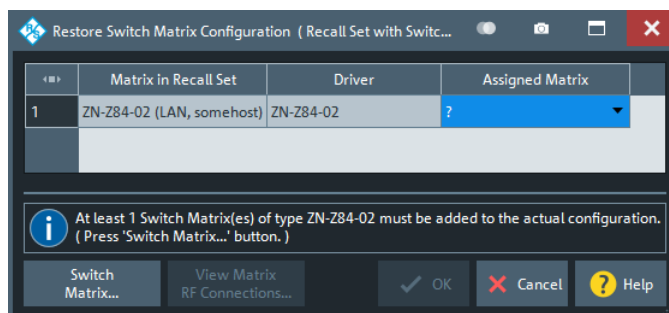 Restore Switch Matrix Configuration ( Recall Set with Switc...
Matrix in Recall Set Driver Assigned Matrix
1 ZN-Z84-02 (LAN, somehost) ZN-Z84-02 ?
At least 1 Switch Matrix(es) of type ZN-Z84-02 must be added to the actual configuration.
( Press 'Switch Matrix...' button. )
Switch
Matrix...
View Matrix
RF Connections...
OK
Cancel
? Help